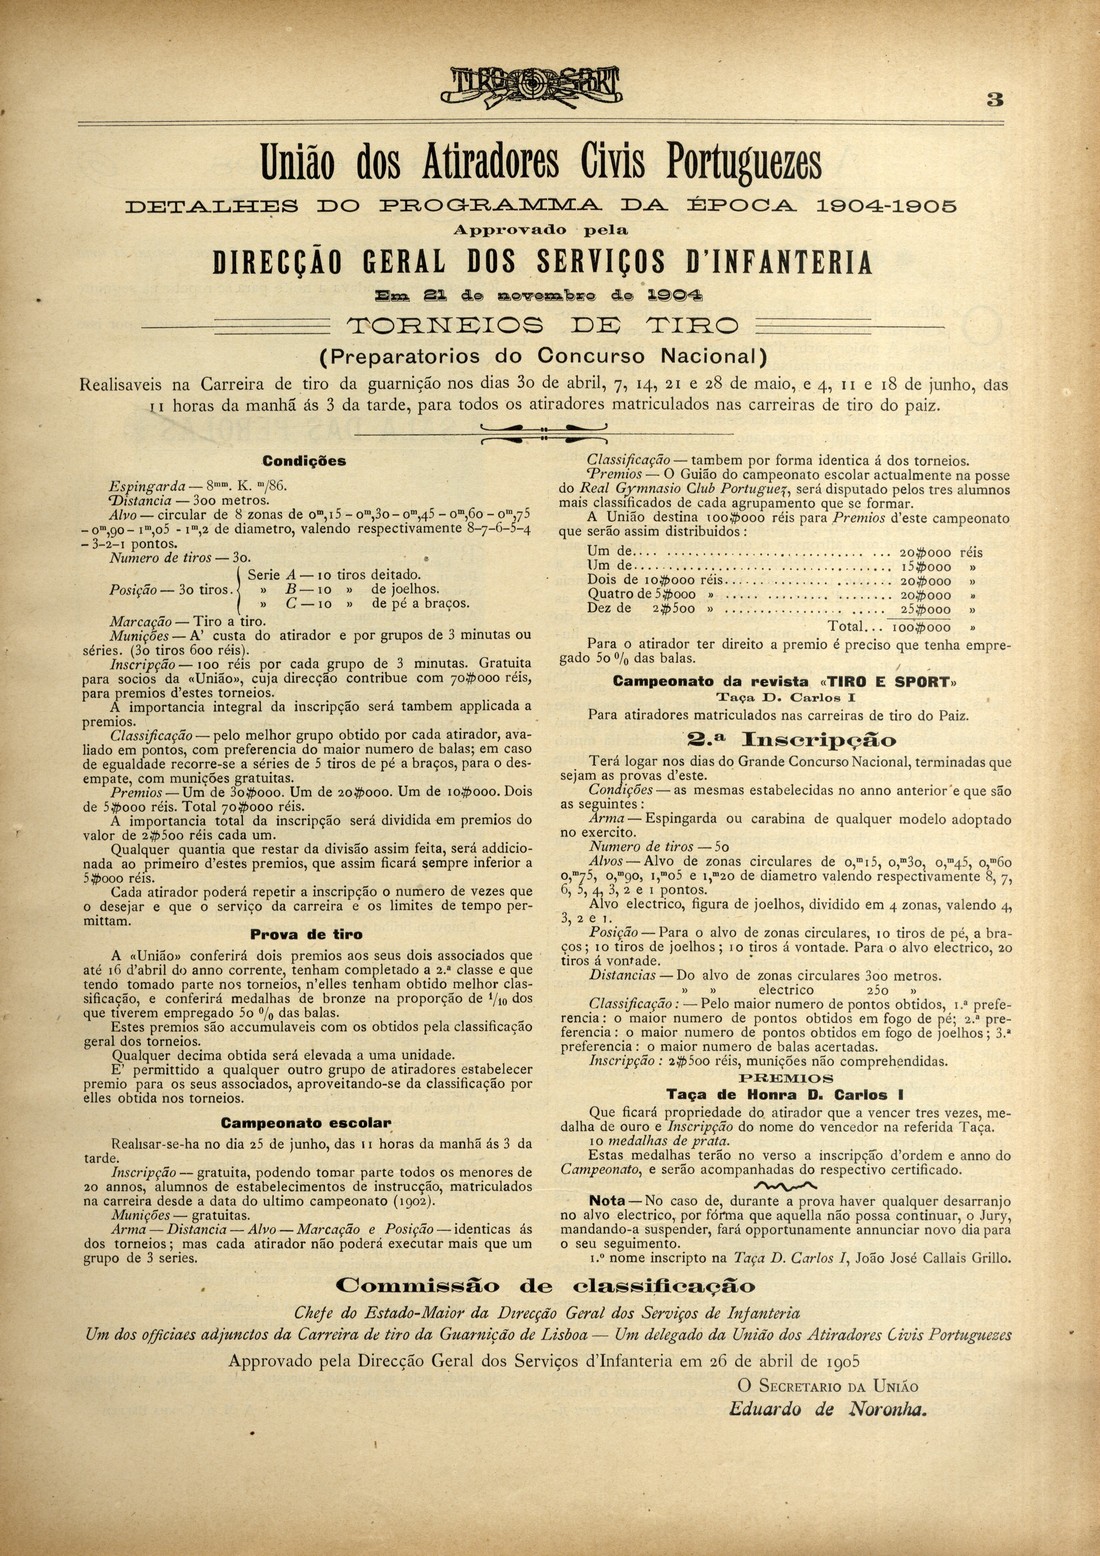 TIRO E SPORT
3
União dos Atiradores Civis Portuguezes
DETALHES DO PROGRAMMA DA ÉPOCA 1904-1905
Approvado pela
DIRECÇÃO GERAL DOS SERVIÇOS D'INFANTERIA
Em 21 de novembro de 1904
TORNEIOS DE TIRO
(Preparatorios do Concurso Nacional)
Realisaveis na Carreira de tiro da guarnição nos dias 30 de abril, 7, 14, 21 e 28 de maio, e 4, 11 e 18 de junho, das
11 horas da manhã ás 3 da tarde, para todos os atiradores matriculados nas carreiras de tiro do paiz.
Condições
Espingarda — 8mm. K. m/86.
Distancia — 300 metros.
Alvo — circular de 8 zonas de 0m,15 – 0m,30 – 0m,45 – 0m,60 – 0m,75
– 0m,90 – 1m,05 - 1m,2 de diametro, valendo respectivamente 8-7-6-5-4
– 3-2-1 pontos.
Numero de tiros — 30.
Serie A — 10 tiros deitado.
Posição — 30 tiros. » B — 10 » de joelhos.
» C — 10 » de pé a braços.
Marcação — Tiro a tiro.
Munições — A' custa do atirador e por grupos de 3 minutas ou
séries. (30 tiros 600 réis).
Inscripção — 100 réis por cada grupo de 3 minutas. Gratuita
para socios da «União», cuja direcção contribue com 70$000 réis,
para premios d'estes torneios.
A importancia integral da inscripção será tambem applicada a
premios.
Classificação — pelo melhor grupo obtido por cada atirador, ava-
liado em pontos, com preferencia do maior numero de balas; em caso
de egualdade recorre-se a séries de 5 tiros de pé a braços, para o des-
empate, com munições gratuitas.
Premios — Um de 30$000. Um de 20$000. Um de 10$000. Dois
de 5$000 réis. Total 70$000 réis.
A importancia total da inscripção será dividida em premios do
valor de 2$500 réis cada um.
Qualquer quantia que restar da divisão assim feita, será addicio-
nada ao primeiro d'estes premios, que assim ficará sempre inferior a
5$000 réis.
Cada atirador poderá repetir a inscripção o numero de vezes que
o desejar e que o serviço da carreira e os limites de tempo per-
mittam.
Prova de tiro
A «União» conferirá dois premios aos seus dois associados que
até 16 d'abril do anno corrente, tenham completado a 2.ª classe e que
tendo tomado parte nos torneios, n'elles tenham obtido melhor clas-
sificação, e conferirá medalhas de bronze na proporção de 1/10 dos
que tiverem empregado 50 % das balas.
Estes premios são accumulaveis com os obtidos pela classificação
geral dos torneios.
Qualquer decima obtida será elevada a uma unidade.
E' permittido a qualquer outro grupo de atiradores estabelecer
premio para os seus associados, aproveitando-se da classificação por
elles obtida nos torneios.
Campeonato escolar
Realisar-se-ha no dia 25 de junho, das 11 horas da manhã ás 3 da
tarde.
Inscripção — gratuita, podendo tomar parte todos os menores de
20 annos, alumnos de estabelecimentos de instrucção, matriculados
na carreira desde a data do ultimo campeonato (1902).
Munições — gratuitas.
Arma — Distancia — Alvo — Marcação e Posição — identicas ás
dos torneios; mas cada atirador não poderá executar mais que um
grupo de 3 series.
Classificação — tambem por forma identica á dos torneios.
Premios — O Guião do campeonato escolar actualmente na posse
do Real Gymnasio Club Portuguez, será disputado pelos tres alumnos
mais classificados de cada agrupamento que se formar.
A União destina 100$000 réis para Premios d'este campeonato
que serão assim distribuidos:
Um de.... ........................ ... 20$000 réis
Um de............................... 15$000 »
Dois de 10$000 réis.............. ........ 20$000 »
Quatro de 5$000 » ........... .......... 20$000 »
Dez de 2$500 » ................ ..... 25$000 »
Total... 100$000 »
Para o atirador ter direito a premio é preciso que tenha empre-
gado 50 % das balas.
Campeonato da revista «TIRO E SPORT»
Taça D. Carlos I
Para atiradores matriculados nas carreiras de tiro do Paiz.
2.ª Inscripção
Terá logar nos dias do Grande Concurso Nacional, terminadas que
sejam as provas d'este.
Condições — as mesmas estabelecidas no anno anterior e que são
as seguintes:
Arma — Espingarda ou carabina de qualquer modelo adoptado
no exercito.
Numero de tiros — 50
Alvos — Alvo de zonas circulares de 0,m15, 0,m30, 0,m45, 0,m60
0,m75, 0,m90, 1,m05 e 1,m20 de diametro valendo respectivamente 8, 7,
6, 5, 4, 3, 2 e 1 pontos.
Alvo electrico, figura de joelhos, dividido em 4 zonas, valendo 4,
3, 2 e 1.
Posição — Para o alvo de zonas circulares, 10 tiros de pé, a bra-
ços; 10 tiros de joelhos; 10 tiros á vontade. Para o alvo electrico, 20
tiros á vontade.
Distancias — Do alvo de zonas circulares 300 metros.
» » electrico 250 »
Classificação: — Pelo maior numero de pontos obtidos, 1.ª prefe-
rencia: o maior numero de pontos obtidos em fogo de pé; 2.ª pre-
ferencia: o maior numero de pontos obtidos em fogo de joelhos; 3.ª
preferencia: o maior numero de balas acertadas.
Inscripção: 2$500 réis, munições não comprehendidas.
PREMIOS
Taça de Honra D. Carlos I
Que ficará propriedade do atirador que a vencer tres vezes, me-
dalha de ouro e Inscripção do nome do vencedor na referida Taça.
10 medalhas de prata.
Estas medalhas terão no verso a inscripção d'ordem e anno do
Campeonato, e serão acompanhadas do respectivo certificado.
Nota — No caso de, durante a prova haver qualquer desarranjo
no alvo electrico, por fórma que aquella não possa continuar, o Jury,
mandando-a suspender, fará opportunamente annunciar novo dia para
o seu seguimento.
1.º nome inscripto na Taça D. Carlos I, João José Callais Grillo.
Commissão de classificação
Chefe do Estado-Maior da Direcção Geral dos Serviços de Infanteria
Um dos officiaes adjunctos da Carreira de tiro da Guarnição de Lisboa — Um delegado da União dos Atiradores Civis Portuguezes
Approvado pela Direcção Geral dos Serviços d'Infanteria em 26 de abril de 1905
O SECRETARIO DA UNIÃO
Eduardo de Noronha.